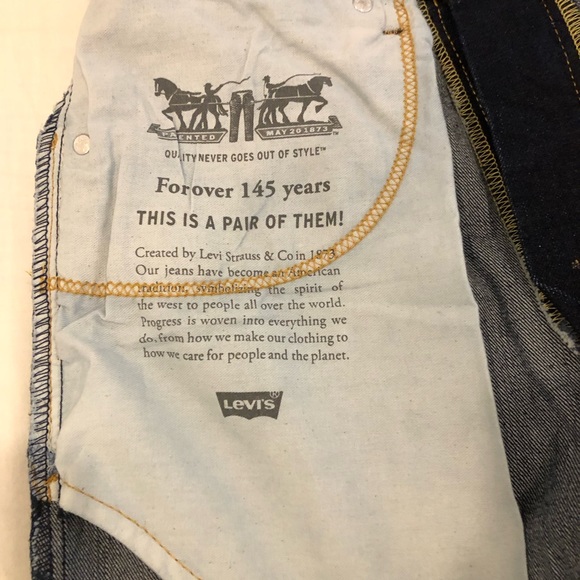 PATENTED MAY 20 1873 ™
QUALITY NEVER GOES OUT OF STYLE™
Forover 145 years
THIS IS A PAIR OF THEM!
Created by Levi Strauss & Co in 1873
Our jeans have become an American
tradition, symbolizing the spirit of
the west to people all over the world.
Progress is woven into everything we
do, from how we make our clothing to
how we care for people and the planet.
LEVI'S ®